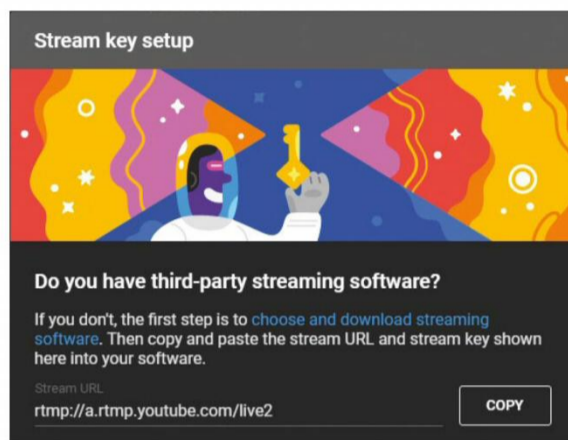 Stream key setup
Do you have third-party streaming software?
If you don't, the first step is to choose and download streaming
software. Then copy and paste the stream URL and stream key shown
here into your software.
Stream URL
rtmp://a.rtmp.youtube.com/live2
COPY